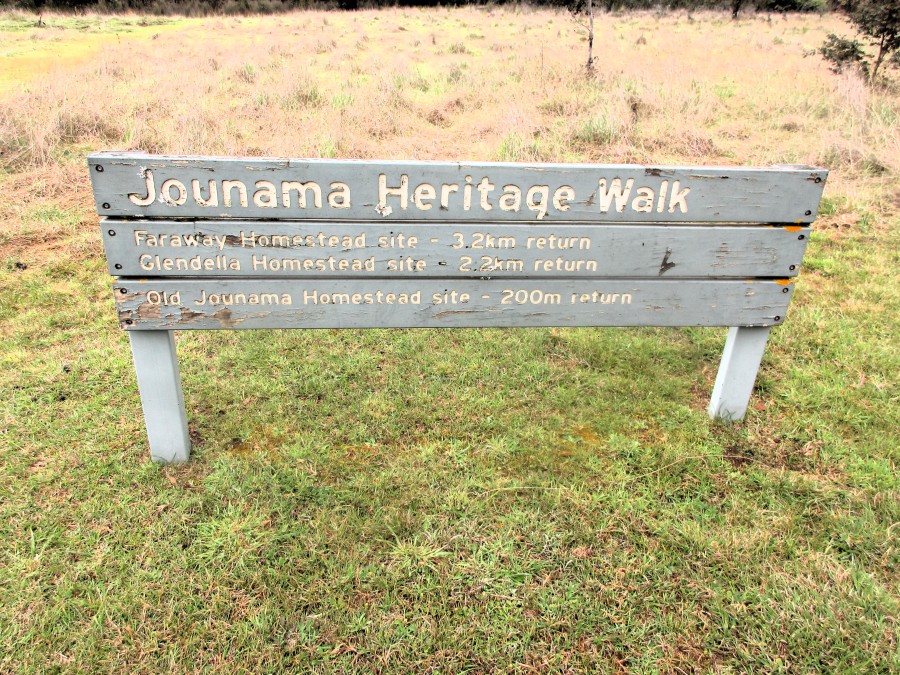 Jounama Heritage Walk
Faraway Homestead site - 3.2km return
Glendella Homestead site - 2.2km return
Old Jounama Homestead site - 200m return